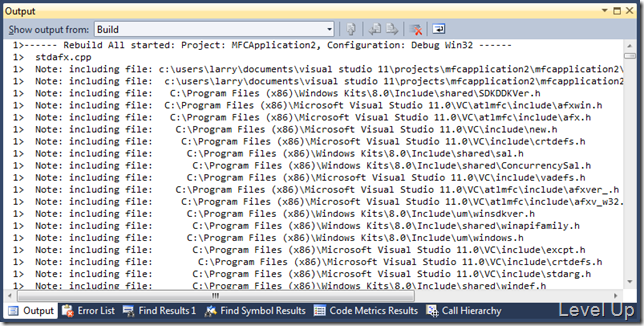 Output
Show output from: Build
1>------ Rebuild All started: Project: MFCApplication2, Configuration: Debug Win32 ------
1>  stdafx.cpp
1>  Note: including file: c:\users\larry\documents\visual studio 11\projects\mfcapplication2\mfcapplication2\
1>  Note: including file:  c:\users\larry\documents\visual studio 11\projects\mfcapplication2\mfcapplication
1>  Note: including file:   C:\Program Files (x86)\Windows Kits\8.0\Include\shared\SDKDDKVer.h
1>  Note: including file:  C:\Program Files (x86)\Microsoft Visual Studio 11.0\VC\atlmfc\include\afxwin.h
1>  Note: including file:   C:\Program Files (x86)\Microsoft Visual Studio 11.0\VC\atlmfc\include\afx.h
1>  Note: including file:    C:\Program Files (x86)\Microsoft Visual Studio 11.0\VC\include\new.h
1>  Note: including file:     C:\Program Files (x86)\Microsoft Visual Studio 11.0\VC\include\crtdefs.h
1>  Note: including file:      C:\Program Files (x86)\Windows Kits\8.0\Include\shared\sal.h
1>  Note: including file:       C:\Program Files (x86)\Windows Kits\8.0\Include\shared\ConcurrencySal.h
1>  Note: including file:      C:\Program Files (x86)\Microsoft Visual Studio 11.0\VC\include\vadefs.h
1>  Note: including file:    C:\Program Files (x86)\Microsoft Visual Studio 11.0\VC\atlmfc\include\afxver_.h
1>  Note: including file:     C:\Program Files (x86)\Microsoft Visual Studio 11.0\VC\atlmfc\include\afxv_w32.
1>  Note: including file:      C:\Program Files (x86)\Windows Kits\8.0\Include\um\winsdkver.h
1>  Note: including file:      C:\Program Files (x86)\Windows Kits\8.0\Include\shared\winapifamily.h
1>  Note: including file:      C:\Program Files (x86)\Windows Kits\8.0\Include\um\windows.h
1>  Note: including file:       C:\Program Files (x86)\Microsoft Visual Studio 11.0\VC\include\excpt.h
1>  Note: including file:        C:\Program Files (x86)\Microsoft Visual Studio 11.0\VC\include\crtdefs.h
1>  Note: including file:       C:\Program Files (x86)\Microsoft Visual Studio 11.0\VC\include\stdarg.h
1>  Note: including file:       C:\Program Files (x86)\Windows Kits\8.0\Include\shared\windef.h
Output Error List Find Results 1 Find Symbol Results Code Metrics Results Call Hierarchy
Level Up